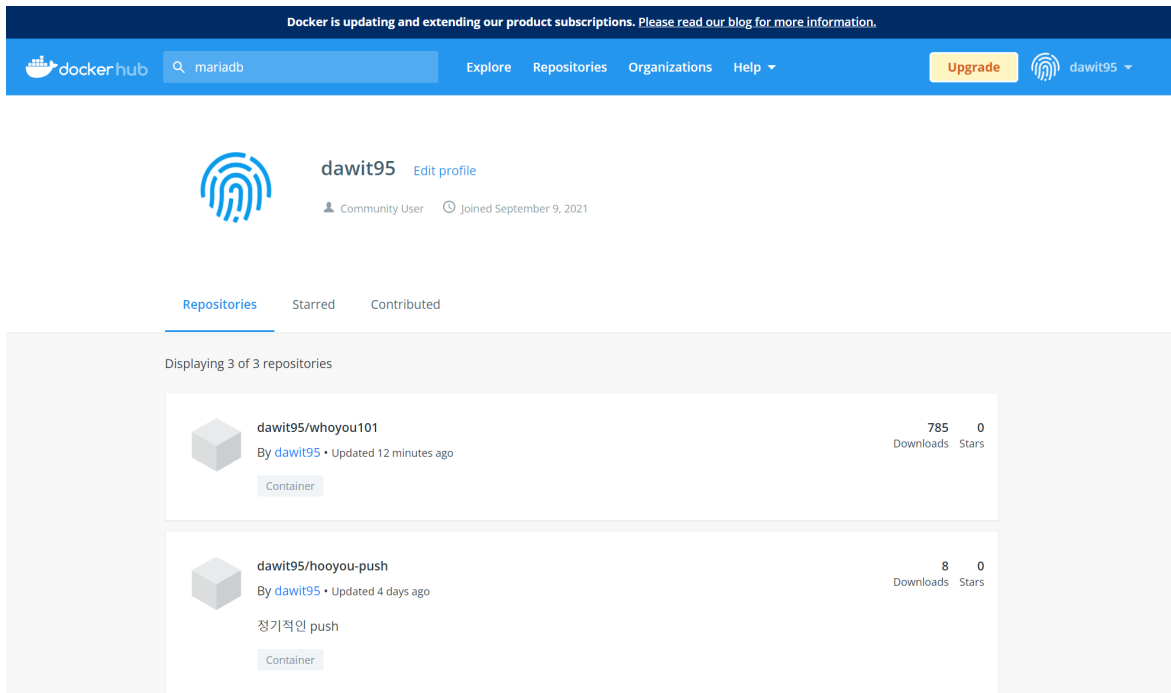 Docker is updating and extending our product subscriptions. Please read our blog for more information.
dockerhub mariadb Explore Repositories Organizations Help Upgrade dawit95
dawit95 Edit profile
Community User Joined September 9, 2021
Repositories Starred Contributed
Displaying 3 of 3 repositories
dawit95/whoyou101 785 0
Downloads Stars
By dawit95 • Updated 12 minutes ago
Container
dawit95/hooyou-push 8 0
Downloads Stars
By dawit95 • Updated 4 days ago
정기적인 push
Container